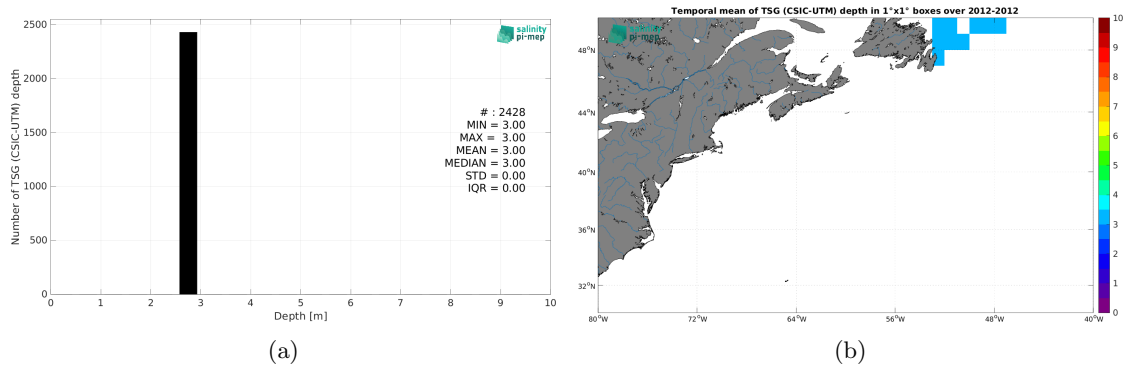 2500
2000
1500
1000
500
0
Number of TSG (CSIC-UTM) depth
salinity
pi-mep
# : 2428
MIN = 3.00
MAX = 3.00
MEAN = 3.00
MEDIAN = 3.00
STD = 0.00
IQR = 0.00
0 1 2 3 4 5 6 7 8 9 10
Depth [m]
(a)
Temporal mean of TSG (CSIC-UTM) depth in 1°x1° boxes over 2012-2012
pi-mep
48°N
44°N
40°N
36°N
32°N
80°W 72°W 64°W 56°W 48°W 40°W
10
9
8
7
6
5
4
3
2
1
0
(b)